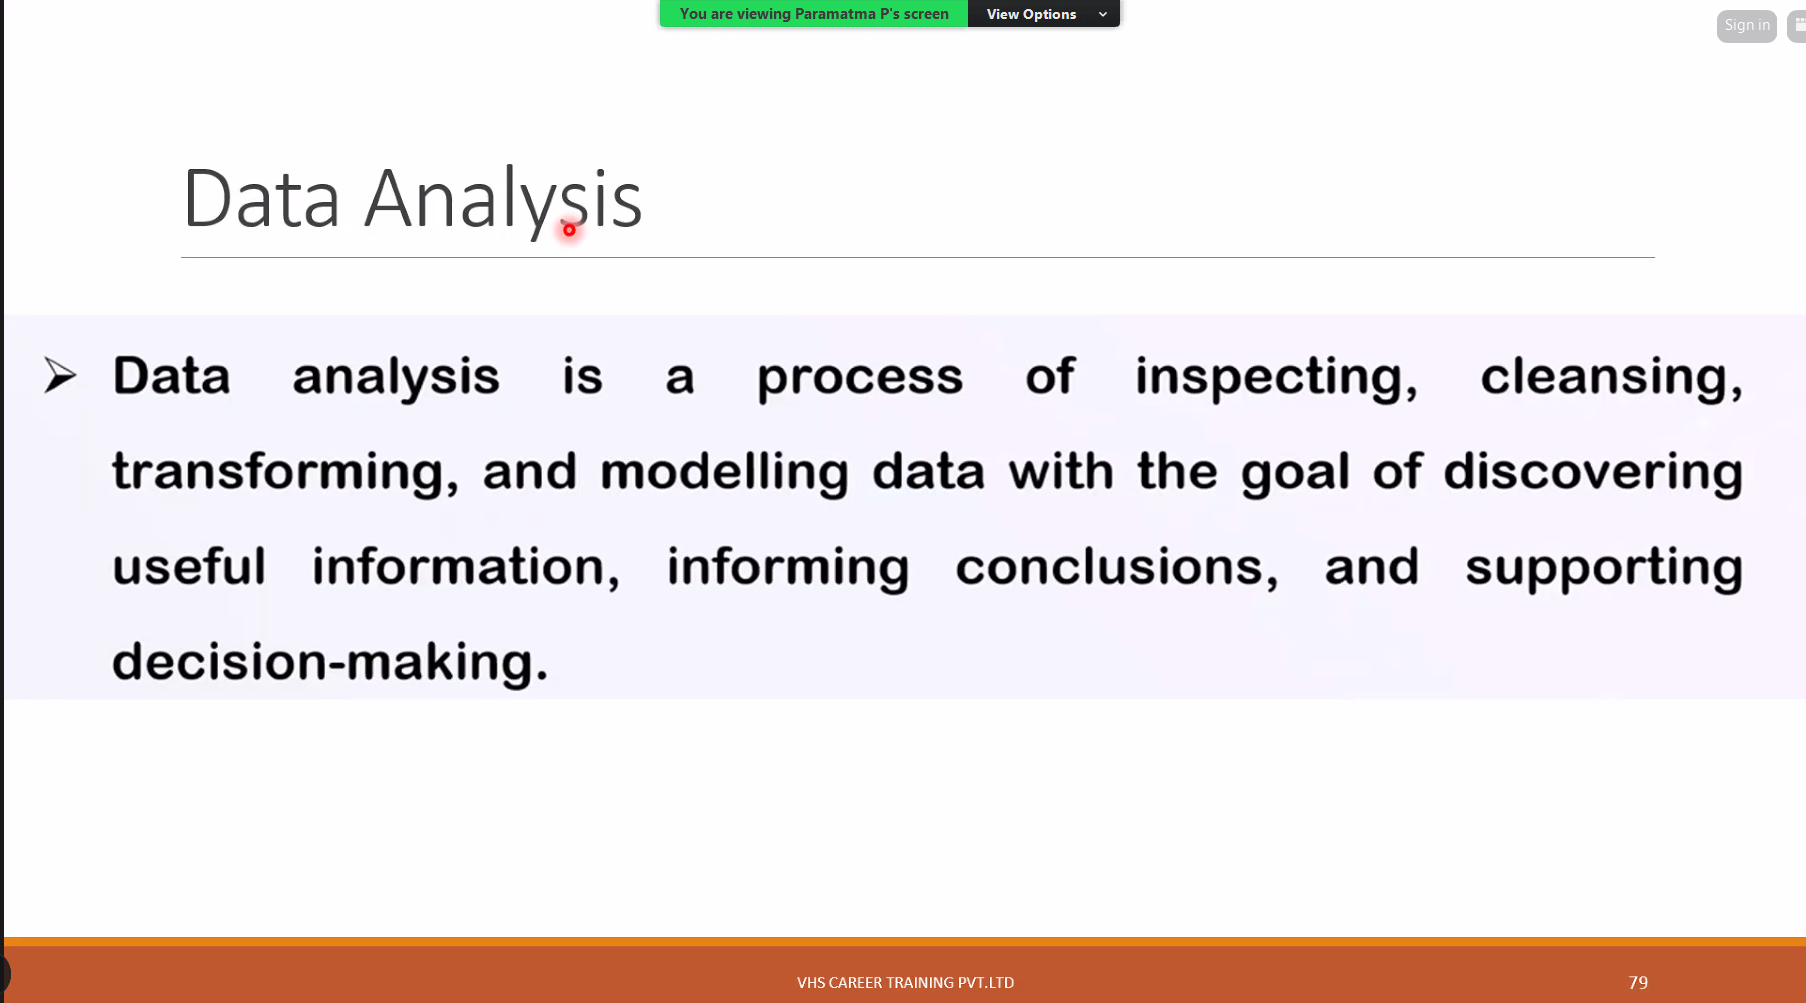 You are viewing Paramatma P's screen
View Options
Sign in
Data Analysis
Data analysis is a process of inspecting, cleansing,
transforming, and modelling data with the goal of discovering
useful information, informing conclusions, and supporting
decision-making.
VHS CAREER TRAINING PVT.LTD
79